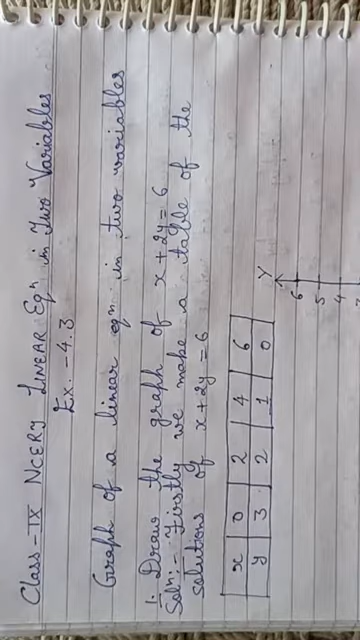 Class-IX NCERY LINEAR Eqⁿ in Two Variables
Ex. - 4.3
Graph of a linear eqⁿ. in two variables
1. Draw the graph of x + 2y = 6
Solⁿ:- Firstly we make a table of the
solutions of x + 2y = 6
x 0 2 4 6
y 3 2 1 0
Y
6
5
4